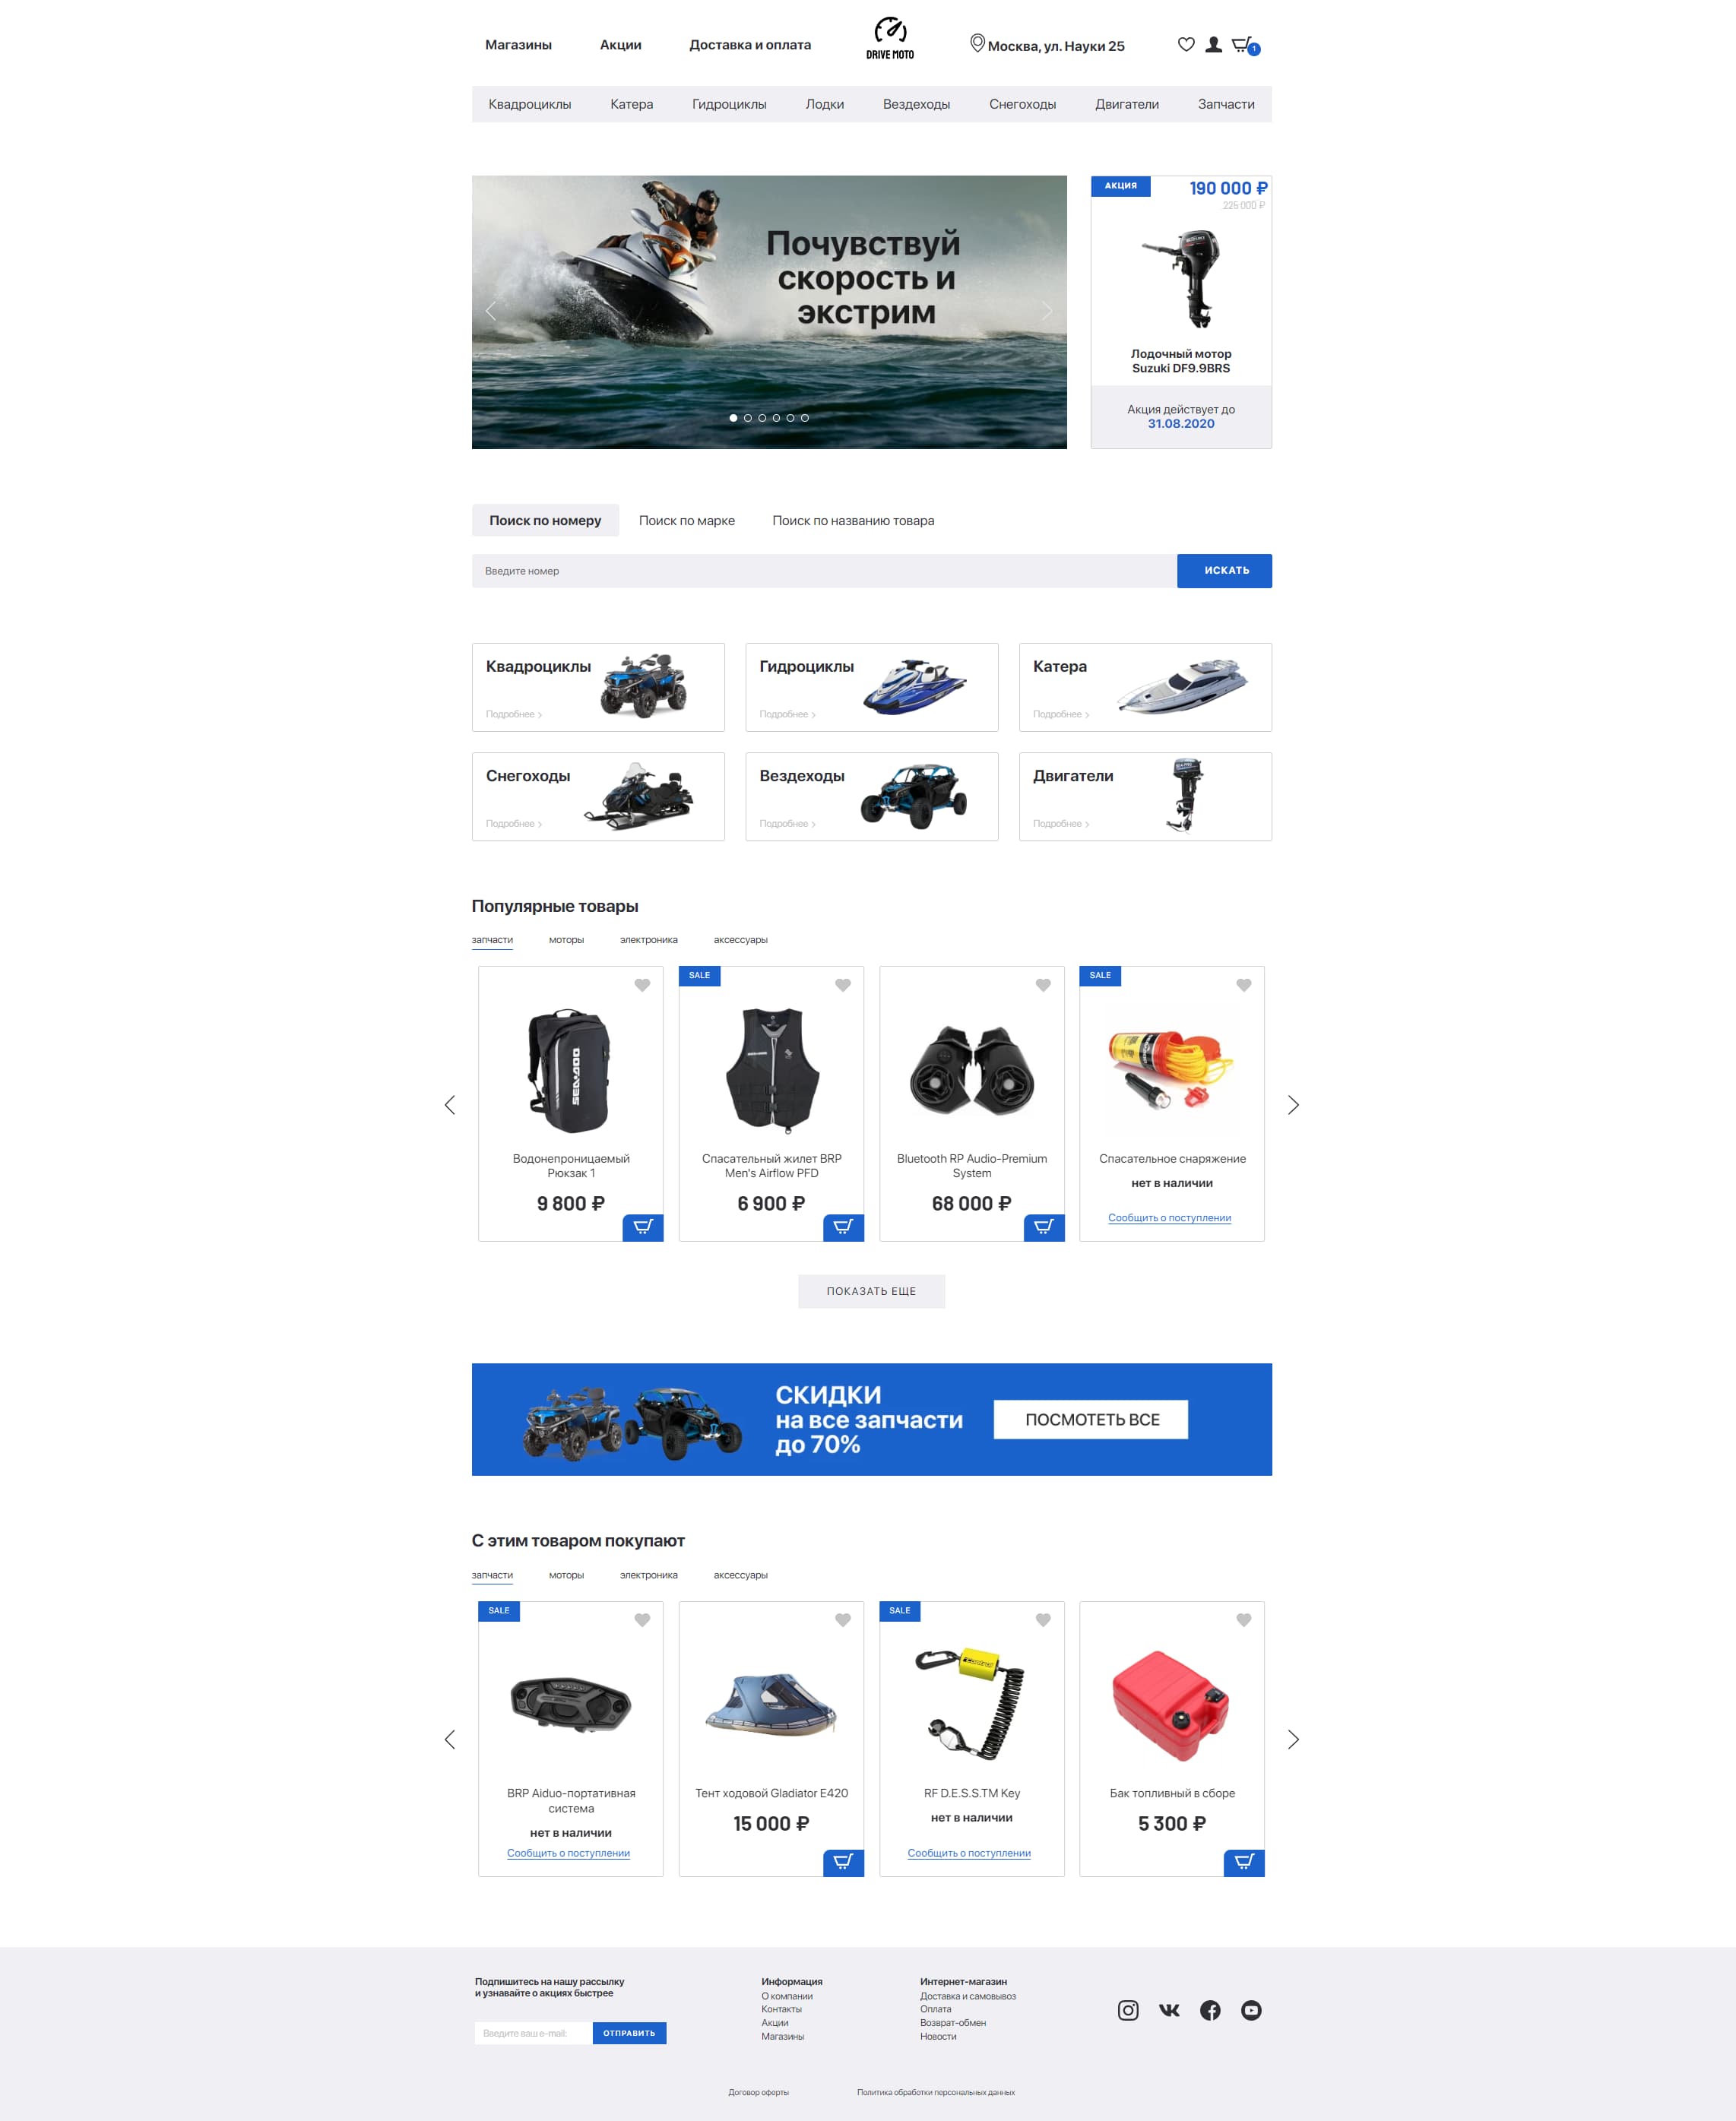 Магазины
Акции
Доставка и оплата
DRIVE MOTO
Москва, ул. Науки 25
1
Квадроциклы
Катера
Гидроциклы
Лодки
Вездеходы
Снегоходы
Двигатели
Запчасти
Почувствуй
скорость и
экстрим
АКЦИЯ
190 000 ₽
225 000 ₽
Лодочный мотор
Suzuki DF9.9BRS
Акция действует до
31.08.2020
Поиск по номеру
Поиск по марке
Поиск по названию товара
Введите номер
ИСКАТЬ
Квадроциклы
Подробнее
Гидроциклы
Подробнее
Катера
Подробнее
Снегоходы
Подробнее
Вездеходы
Подробнее
Двигатели
Подробнее
Популярные товары
запчасти
моторы
электроника
аксессуары
SEA-DOO
Водонепроницаемый
Рюкзак 1
9 800 ₽
SALE
Спасательный жилет BRP
Men's Airflow PFD
6 900 ₽
Bluetooth RP Audio-Premium
System
68 000 ₽
SALE
Спасательное снаряжение
нет в наличии
Сообщить о поступлении
ПОКАЗАТЬ ЕЩЕ
СКИДКИ
на все запчасти
до 70%
ПОСМОТЕТЬ ВСЕ
С этим товаром покупают
запчасти
моторы
электроника
аксессуары
SALE
BRP Aiduo-портативная
система
нет в наличии
Сообщить о поступлении
Тент ходовой Gladiator E420
15 000 ₽
SALE
RF D.E.S.S.TM Key
нет в наличии
Сообщить о поступлении
Бак топливный в сборе
5 300 ₽
Подпишитесь на нашу рассылку
и узнавайте о акциях быстрее
Введите ваш e-mail:
ОТПРАВИТЬ
Информация
О компании
Контакты
Акции
Магазины
Интернет-магазин
Доставка и самовывоз
Оплата
Возврат-обмен
Новости
Договор оферты
Политика обработки персональных данных